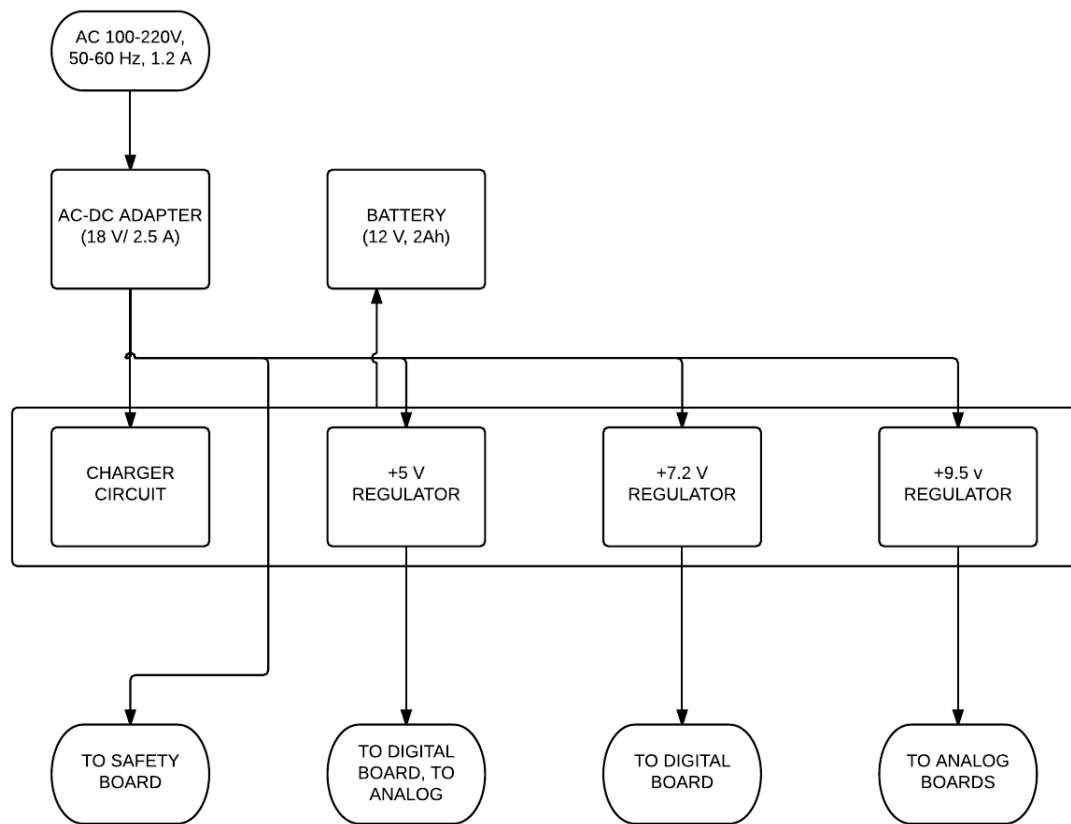 AC 100-220V,
50-60 Hz, 1.2 A
AC-DC ADAPTER
(18 V/ 2.5 A)
BATTERY
(12 V, 2Ah)
CHARGER
CIRCUIT
+5 V
REGULATOR
+7.2 V
REGULATOR
+9.5 v
REGULATOR
TO SAFETY
BOARD
TO DIGITAL
BOARD, TO
ANALOG
TO DIGITAL
BOARD
TO ANALOG
BOARDS